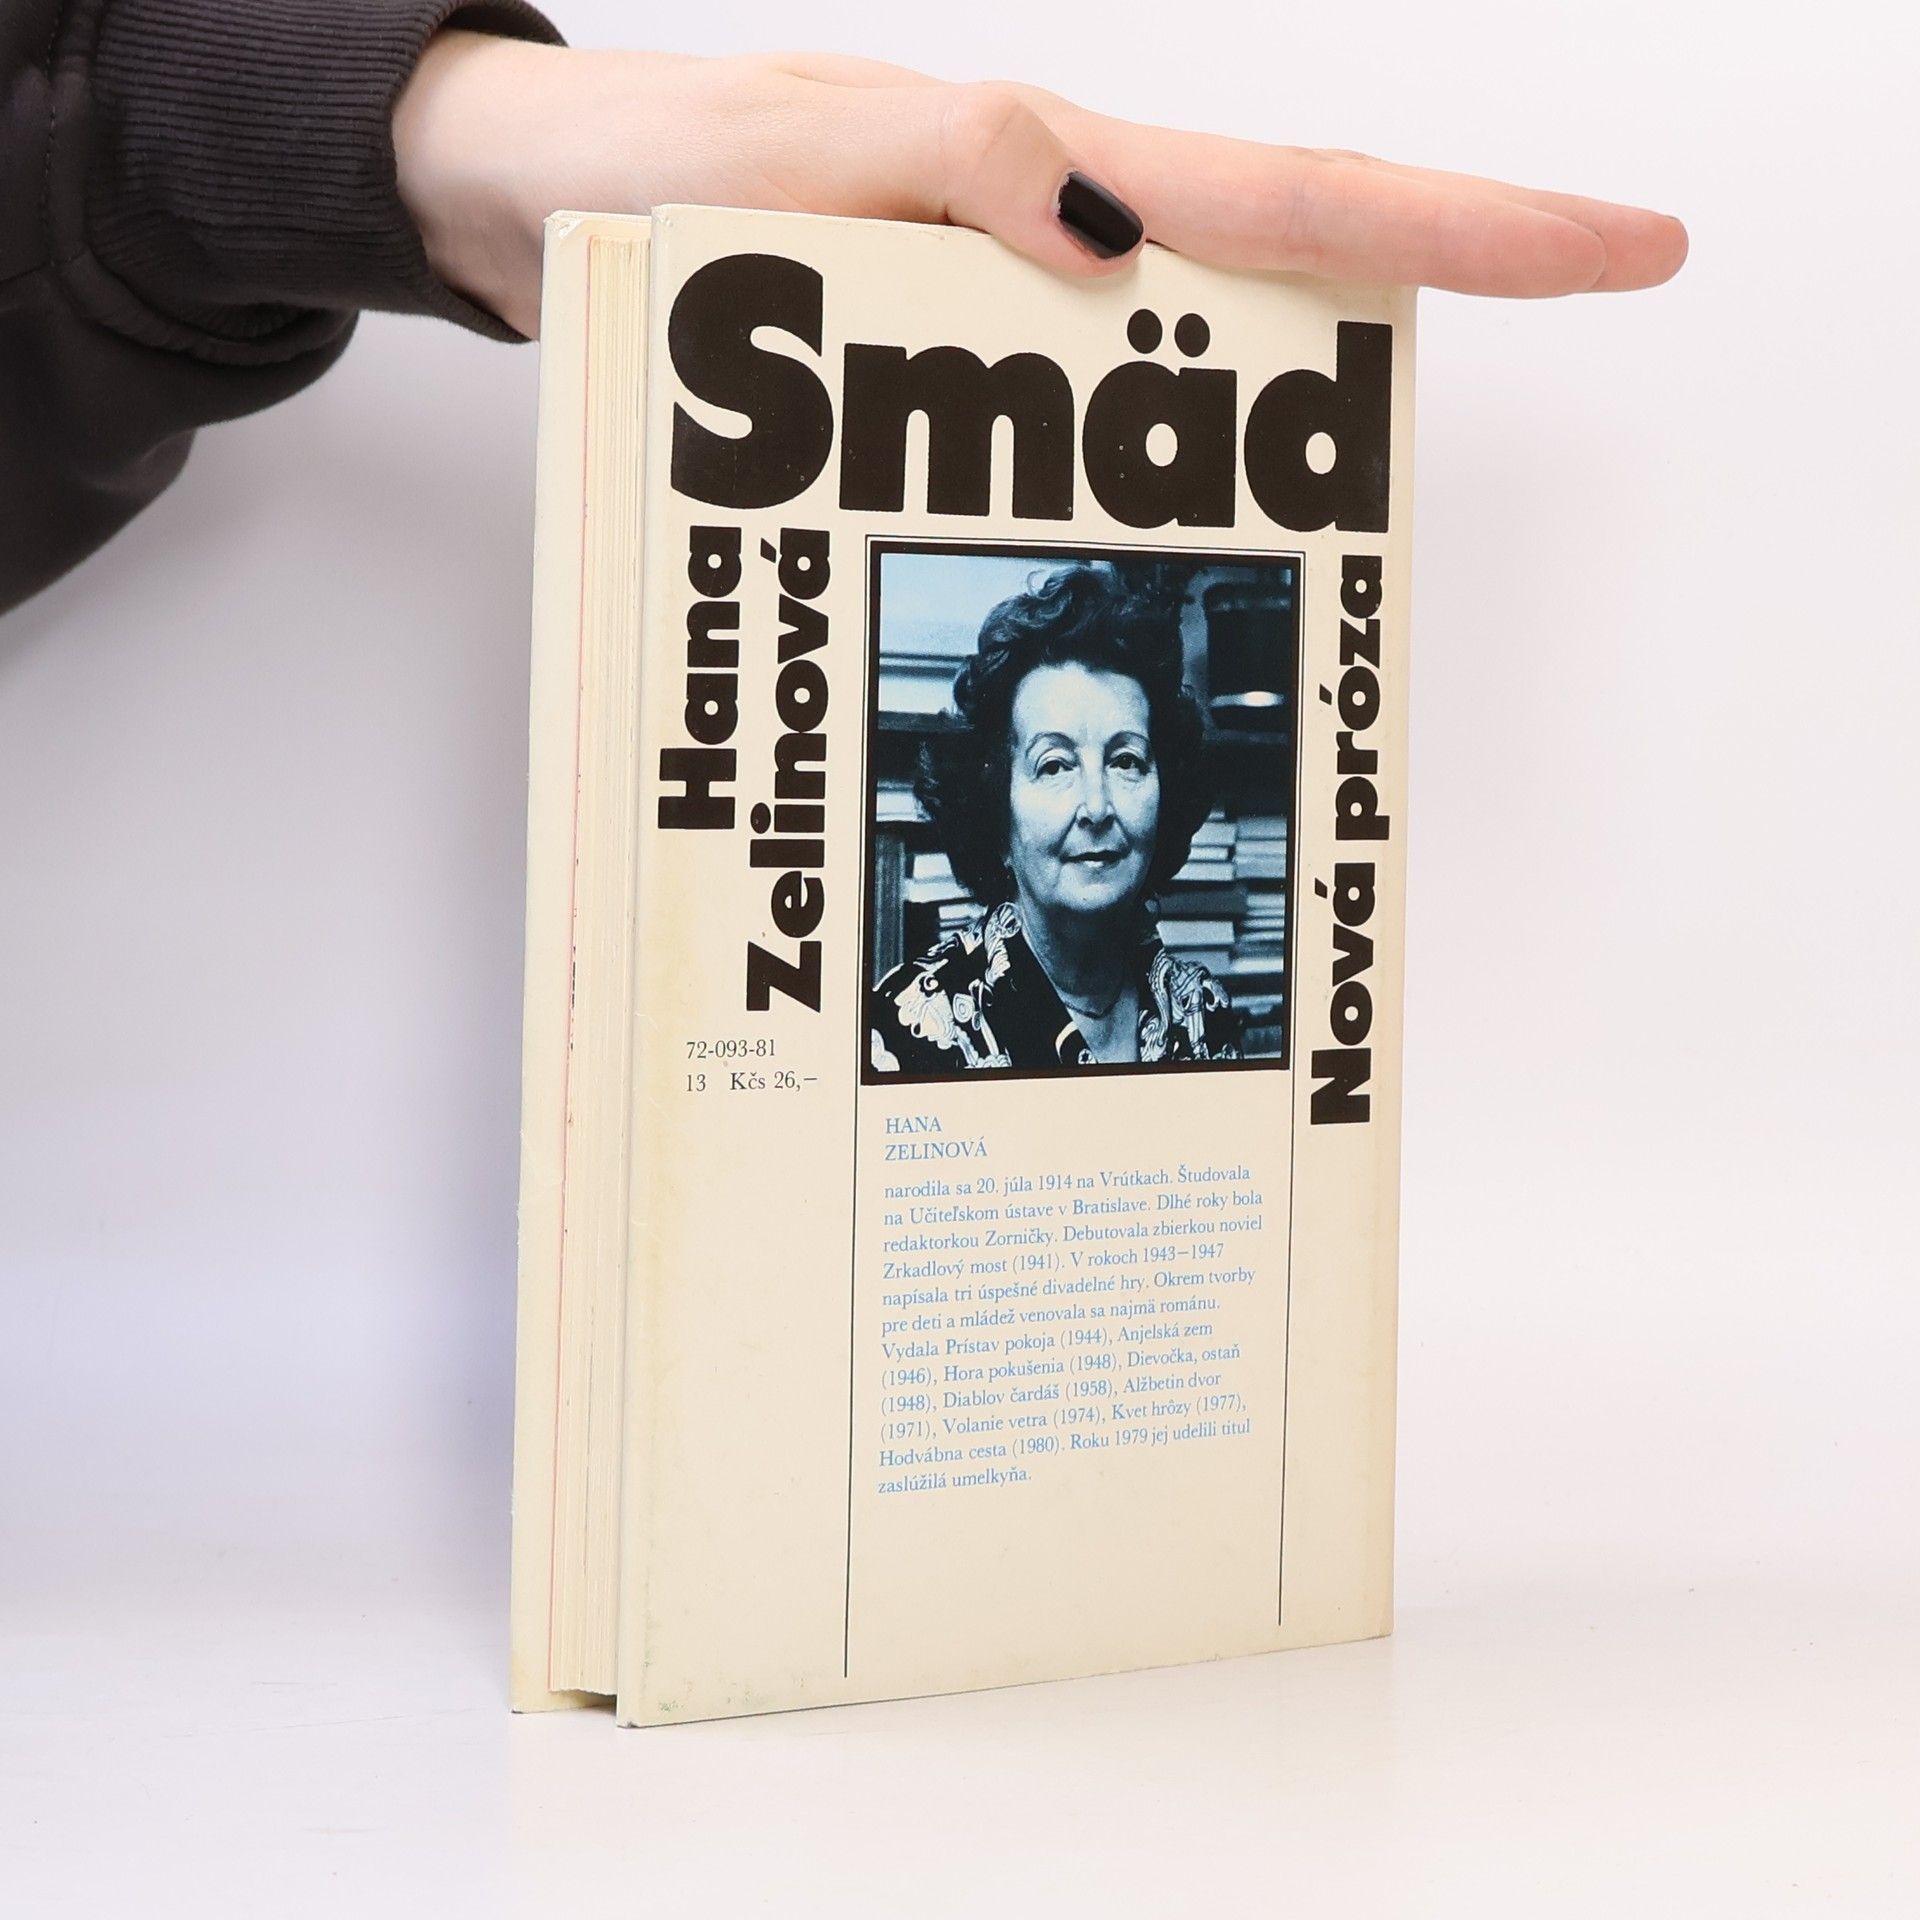 Smäd
Hana
Zelinová
Nová próza
72-093-81
13 Kčs 26,–
HANA
ZELINOVÁ
narodila sa 20. júla 1914 na Vrútkach. Študovala
na Učiteľskom ústave v Bratislave. Dlhé roky bola
redaktorkou Zorničky. Debutovala zbierkou noviel
Zrkadlový most (1941). V rokoch 1943–1947
napísala tri úspešné divadelné hry. Okrem tvorby
pre deti a mládež venovala sa najmä románu.
Vydala Prístav pokoja (1944), Anjelská zem
(1946), Hora pokušenia (1948), Dievočka, ostaň
(1948), Diablov čardáš (1958), Alžbetin dvor
(1971), Volanie vetra (1974), Kvet hrôzy (1977),
Hodvábna cesta (1980). Roku 1979 jej udelili titul
zaslúžilá umelkyňa.